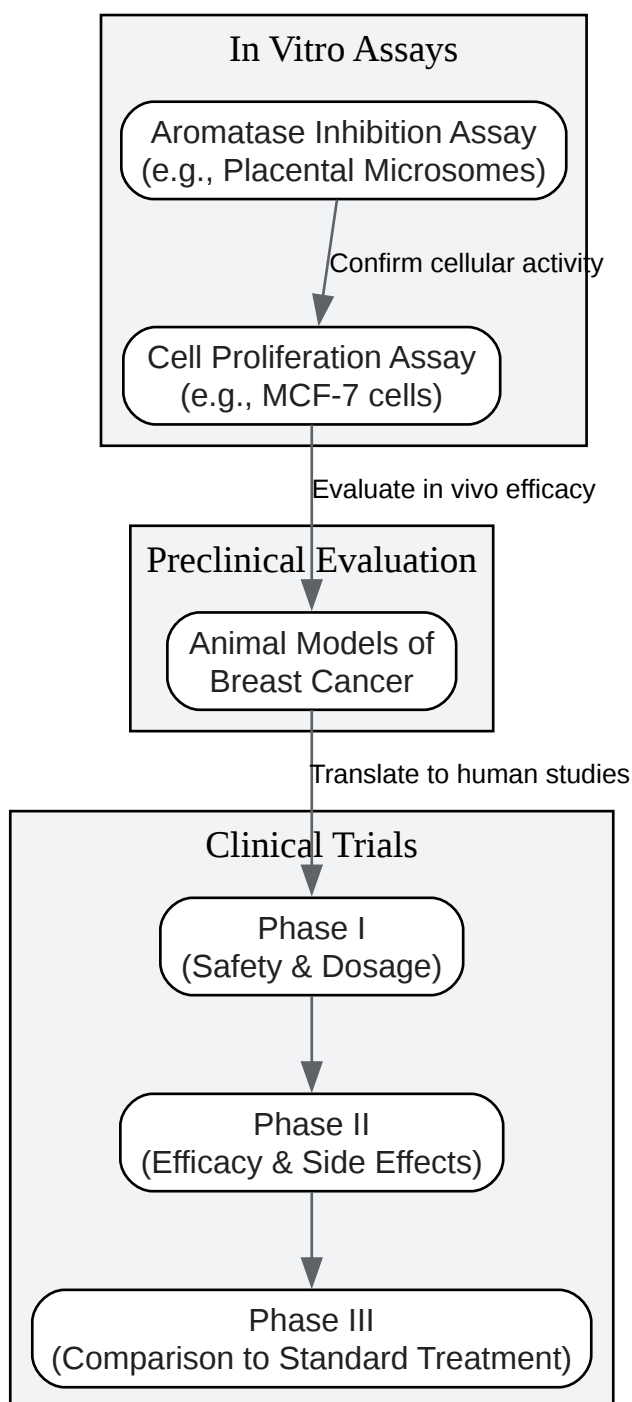 In Vitro Assays
Aromatase Inhibition Assay
(e.g., Placental Microsomes)
Confirm cellular activity
Cell Proliferation Assay
(e.g., MCF-7 cells)
Evaluate in vivo efficacy
Preclinical Evaluation
Animal Models of
Breast Cancer
Translate to human studies
Clinical Trials
Phase I
(Safety & Dosage)
Phase II
(Efficacy & Side Effects)
Phase III
(Comparison to Standard Treatment)